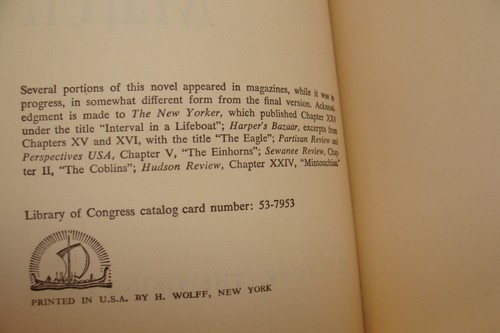 March
Several portions of this novel appeared in magazines, while it was in
progress, in somewhat different form from the final version. Acknowl-
edgment is made to The New Yorker, which published Chapter XXV
under the title "Interval in a Lifeboat"; Harper's Bazaar, excerpts from
Chapters XV and XVI, with the title "The Eagle"; Partisan Review and
Perspectives USA, Chapter V, "The Einhorns"; Sewanee Review, Chap-
ter II, "The Coblins"; Hudson Review, Chapter XXIV, "Mintouchian."
Library of Congress catalog card number: 53-7953
PRINTED IN U.S.A. BY H. WOLFF, NEW YORK